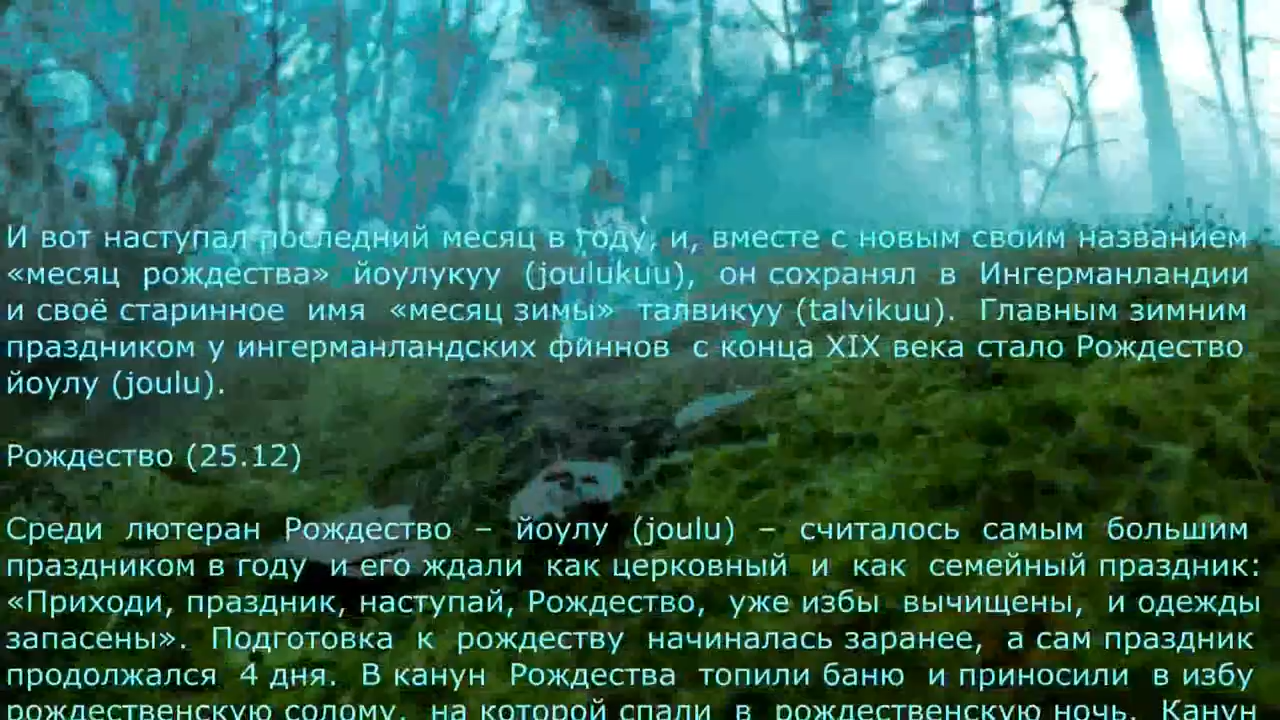 И вот наступал последний месяц в году, и, вместе с новым своим названием
«месяц рождества» йоулукуу (joulukuu), он сохранял в Ингерманландии
и своё старинное имя «месяц зимы» талвикуу (talvikuu). Главным зимним
праздником у ингерманландских финнов с конца XIX века стало Рождество
йоулу (joulu).
Рождество (25.12)
Среди лютеран Рождество – йоулу (joulu) – считалось самым большим
праздником в году и его ждали как церковный и как семейный праздник:
«Приходи, праздник, наступай, Рождество, уже избы вычищены, и одежды
запасены». Подготовка к рождеству начиналась заранее, а сам праздник
продолжался 4 дня. В канун Рождества топили баню и приносили в избу
рождественскую солому, на которой спали в рождественскую ночь. Канун